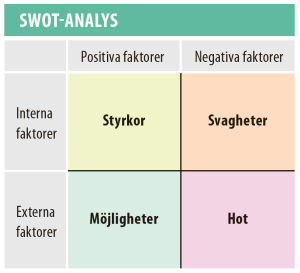 SWOT-ANALYS
Positiva faktorer
Negativa faktorer
Interna
faktorer
Styrkor
Svagheter
Externa
faktorer
Möjligheter
Hot